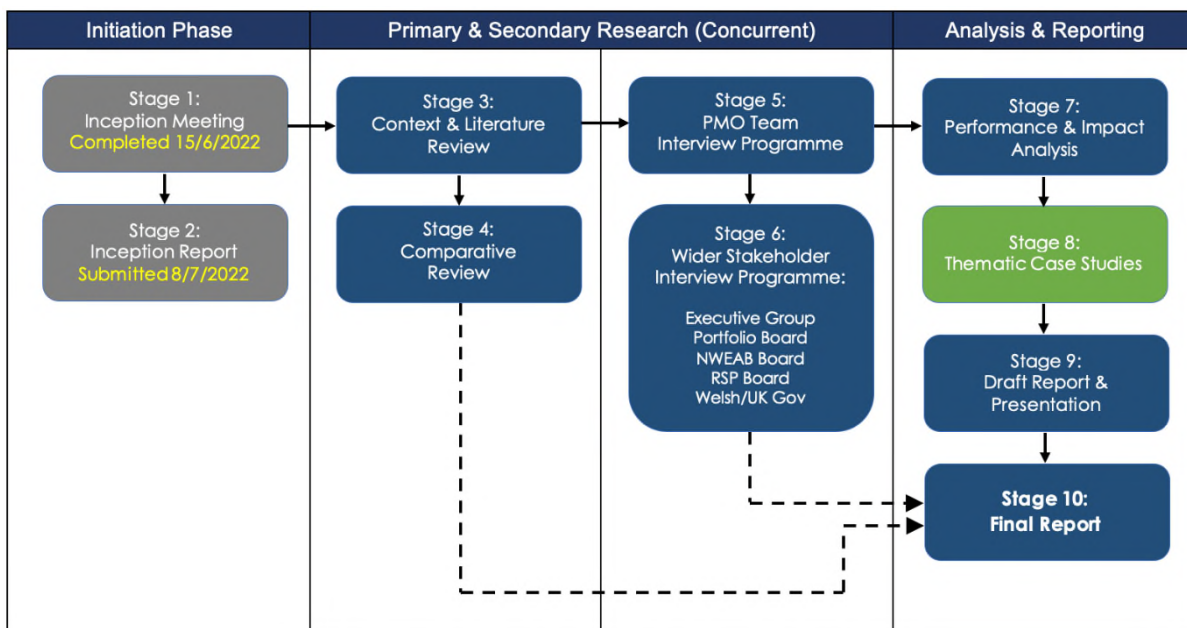 Initiation Phase
Primary & Secondary Research (Concurrent)
Analysis & Reporting
Stage 1:
Inception Meeting
Completed 15/6/2022
Stage 2:
Inception Report
Submitted 8/7/2022
Stage 3:
Context & Literature
Review
Stage 4:
Comparative
Review
Stage 5:
PMO Team
Interview Programme
Stage 6:
Wider Stakeholder
Interview Programme:
Executive Group
Portfolio Board
NWEAB Board
RSP Board
Welsh/UK Gov
Stage 7:
Performance & Impact
Analysis
Stage 8:
Thematic Case Studies
Stage 9:
Draft Report &
Presentation
Stage 10:
Final Report